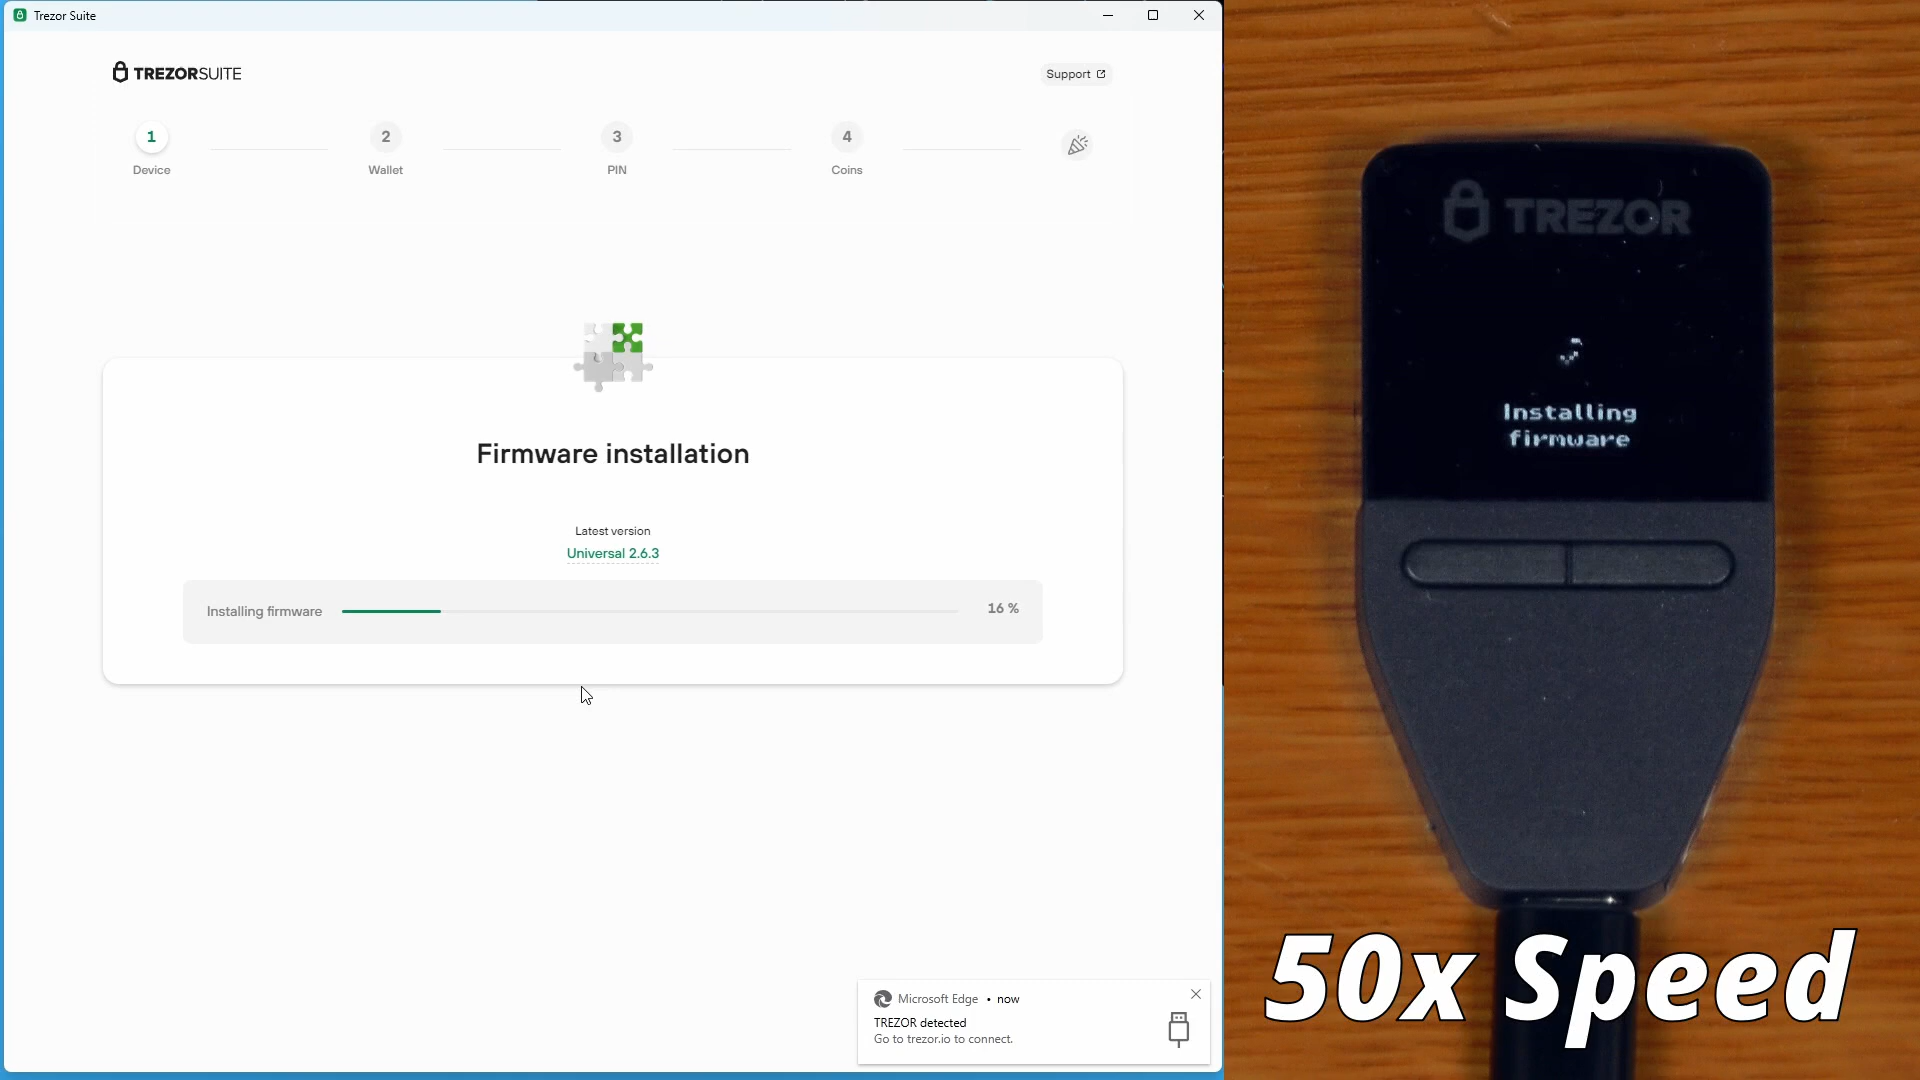 Trezor Suite
TREZORSUITE
Support
1
Device
2
Wallet
3
PIN
4
Coins
Firmware installation
Latest version
Universal 2.6.3
Installing firmware
16 %
Microsoft Edge • now
TREZOR detected
Go to trezor.io to connect.
TREZOR
Installing
firmware
50x Speed